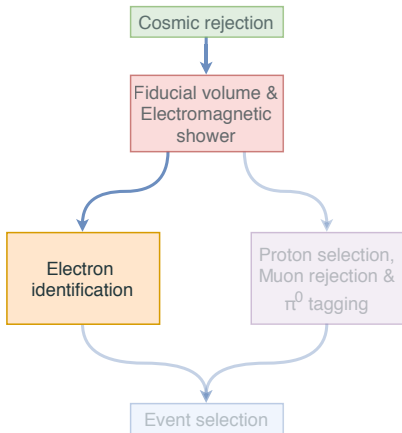 Cosmic rejection
Fiducial volume &
Electromagnetic
shower
Electron
identification
Proton selection,
Muon rejection &
π⁰ tagging
Event selection